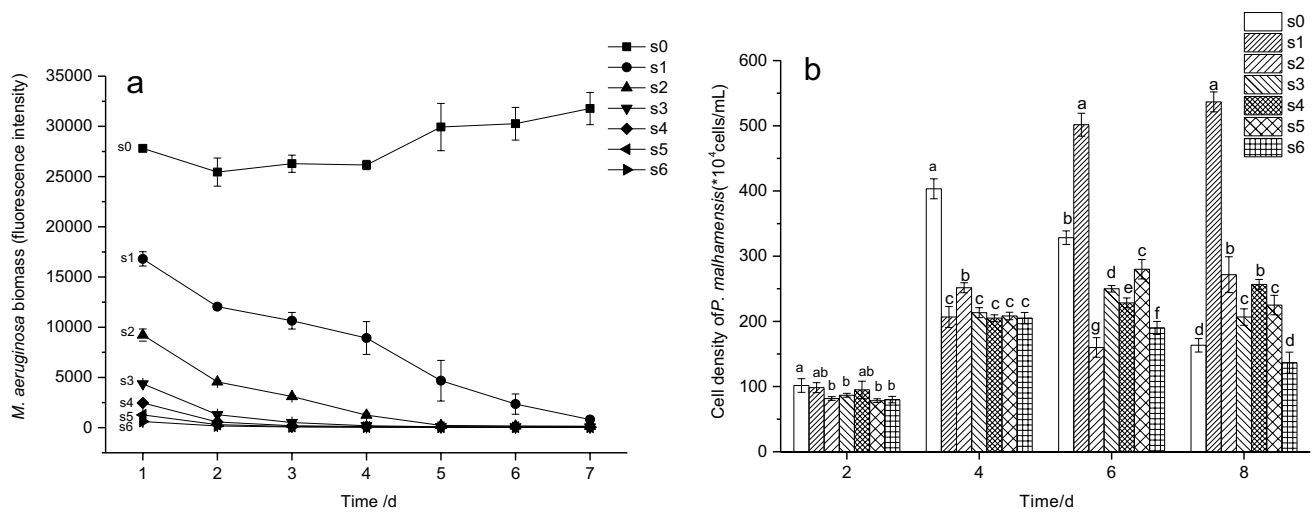 a
s0
s1
s2
s3
s4
s5
s6
35000
30000
25000
20000
15000
10000
5000
0
M. aeruginosa biomass (fluorescence intensity)
s0
s1
s2
s3
s4
s5
s6
1 2 3 4 5 6 7
Time /d
b
s0
s1
s2
s3
s4
s5
s6
600
500
400
300
200
100
0
Cell density of P. malhamensis(*10⁴cells/mL)
a ab b b ab b b
a c b c c c c
b a g d e c f
d a b c b c d
2 4 6 8
Time/d